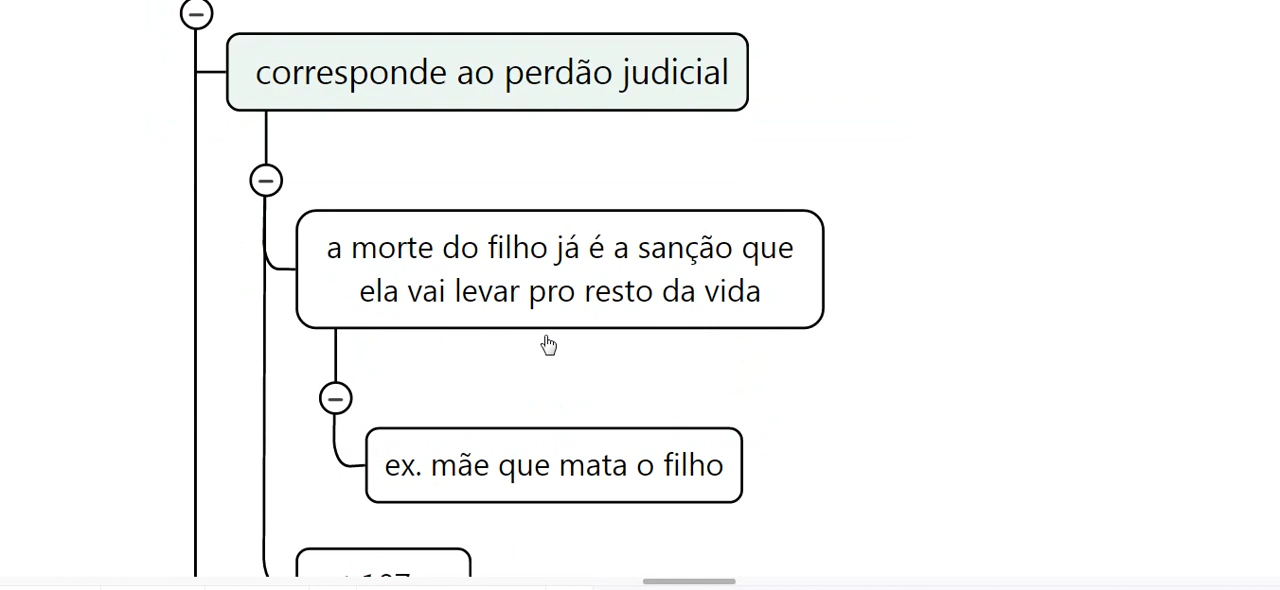 corresponde ao perdão judicial
a morte do filho já é a sanção que
ela vai levar pro resto da vida
ex. mãe que mata o filho